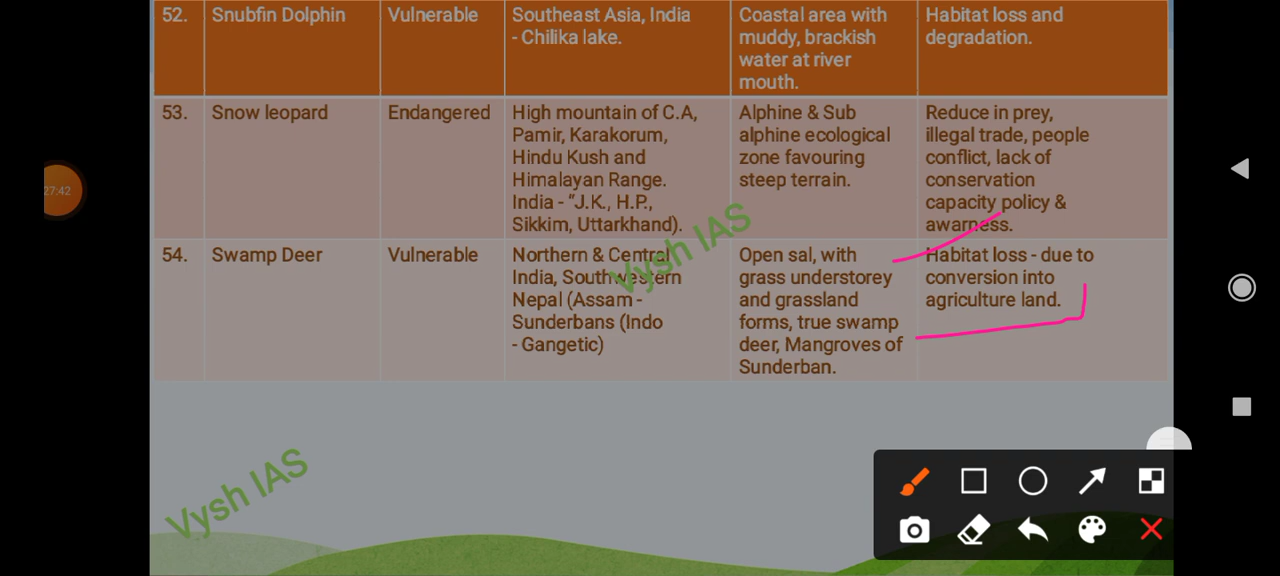 52.
Snubfin Dolphin
Vulnerable
Southeast Asia, India
- Chilika lake.
Coastal area with
muddy, brackish
water at river
mouth.
Habitat loss and
degradation.
53.
Snow leopard
Endangered
High mountain of C.A,
Pamir, Karakorum,
Hindu Kush and
Himalayan Range.
India - “J.K., H.P.,
Sikkim, Uttarkhand).
Alphine & Sub
alphine ecological
zone favouring
steep terrain.
Reduce in prey,
illegal trade, people
conflict, lack of
conservation
capacity policy &
awarness.
54.
Swamp Deer
Vulnerable
Northern & Central
India, Southwestern
Nepal (Assam -
Sunderbans (Indo
- Gangetic)
Open sal, with
grass understorey
and grassland
forms, true swamp
deer, Mangroves of
Sunderban.
Habitat loss - due to
conversion into
agriculture land.
27:42
Vysh IAS
Vysh IAS